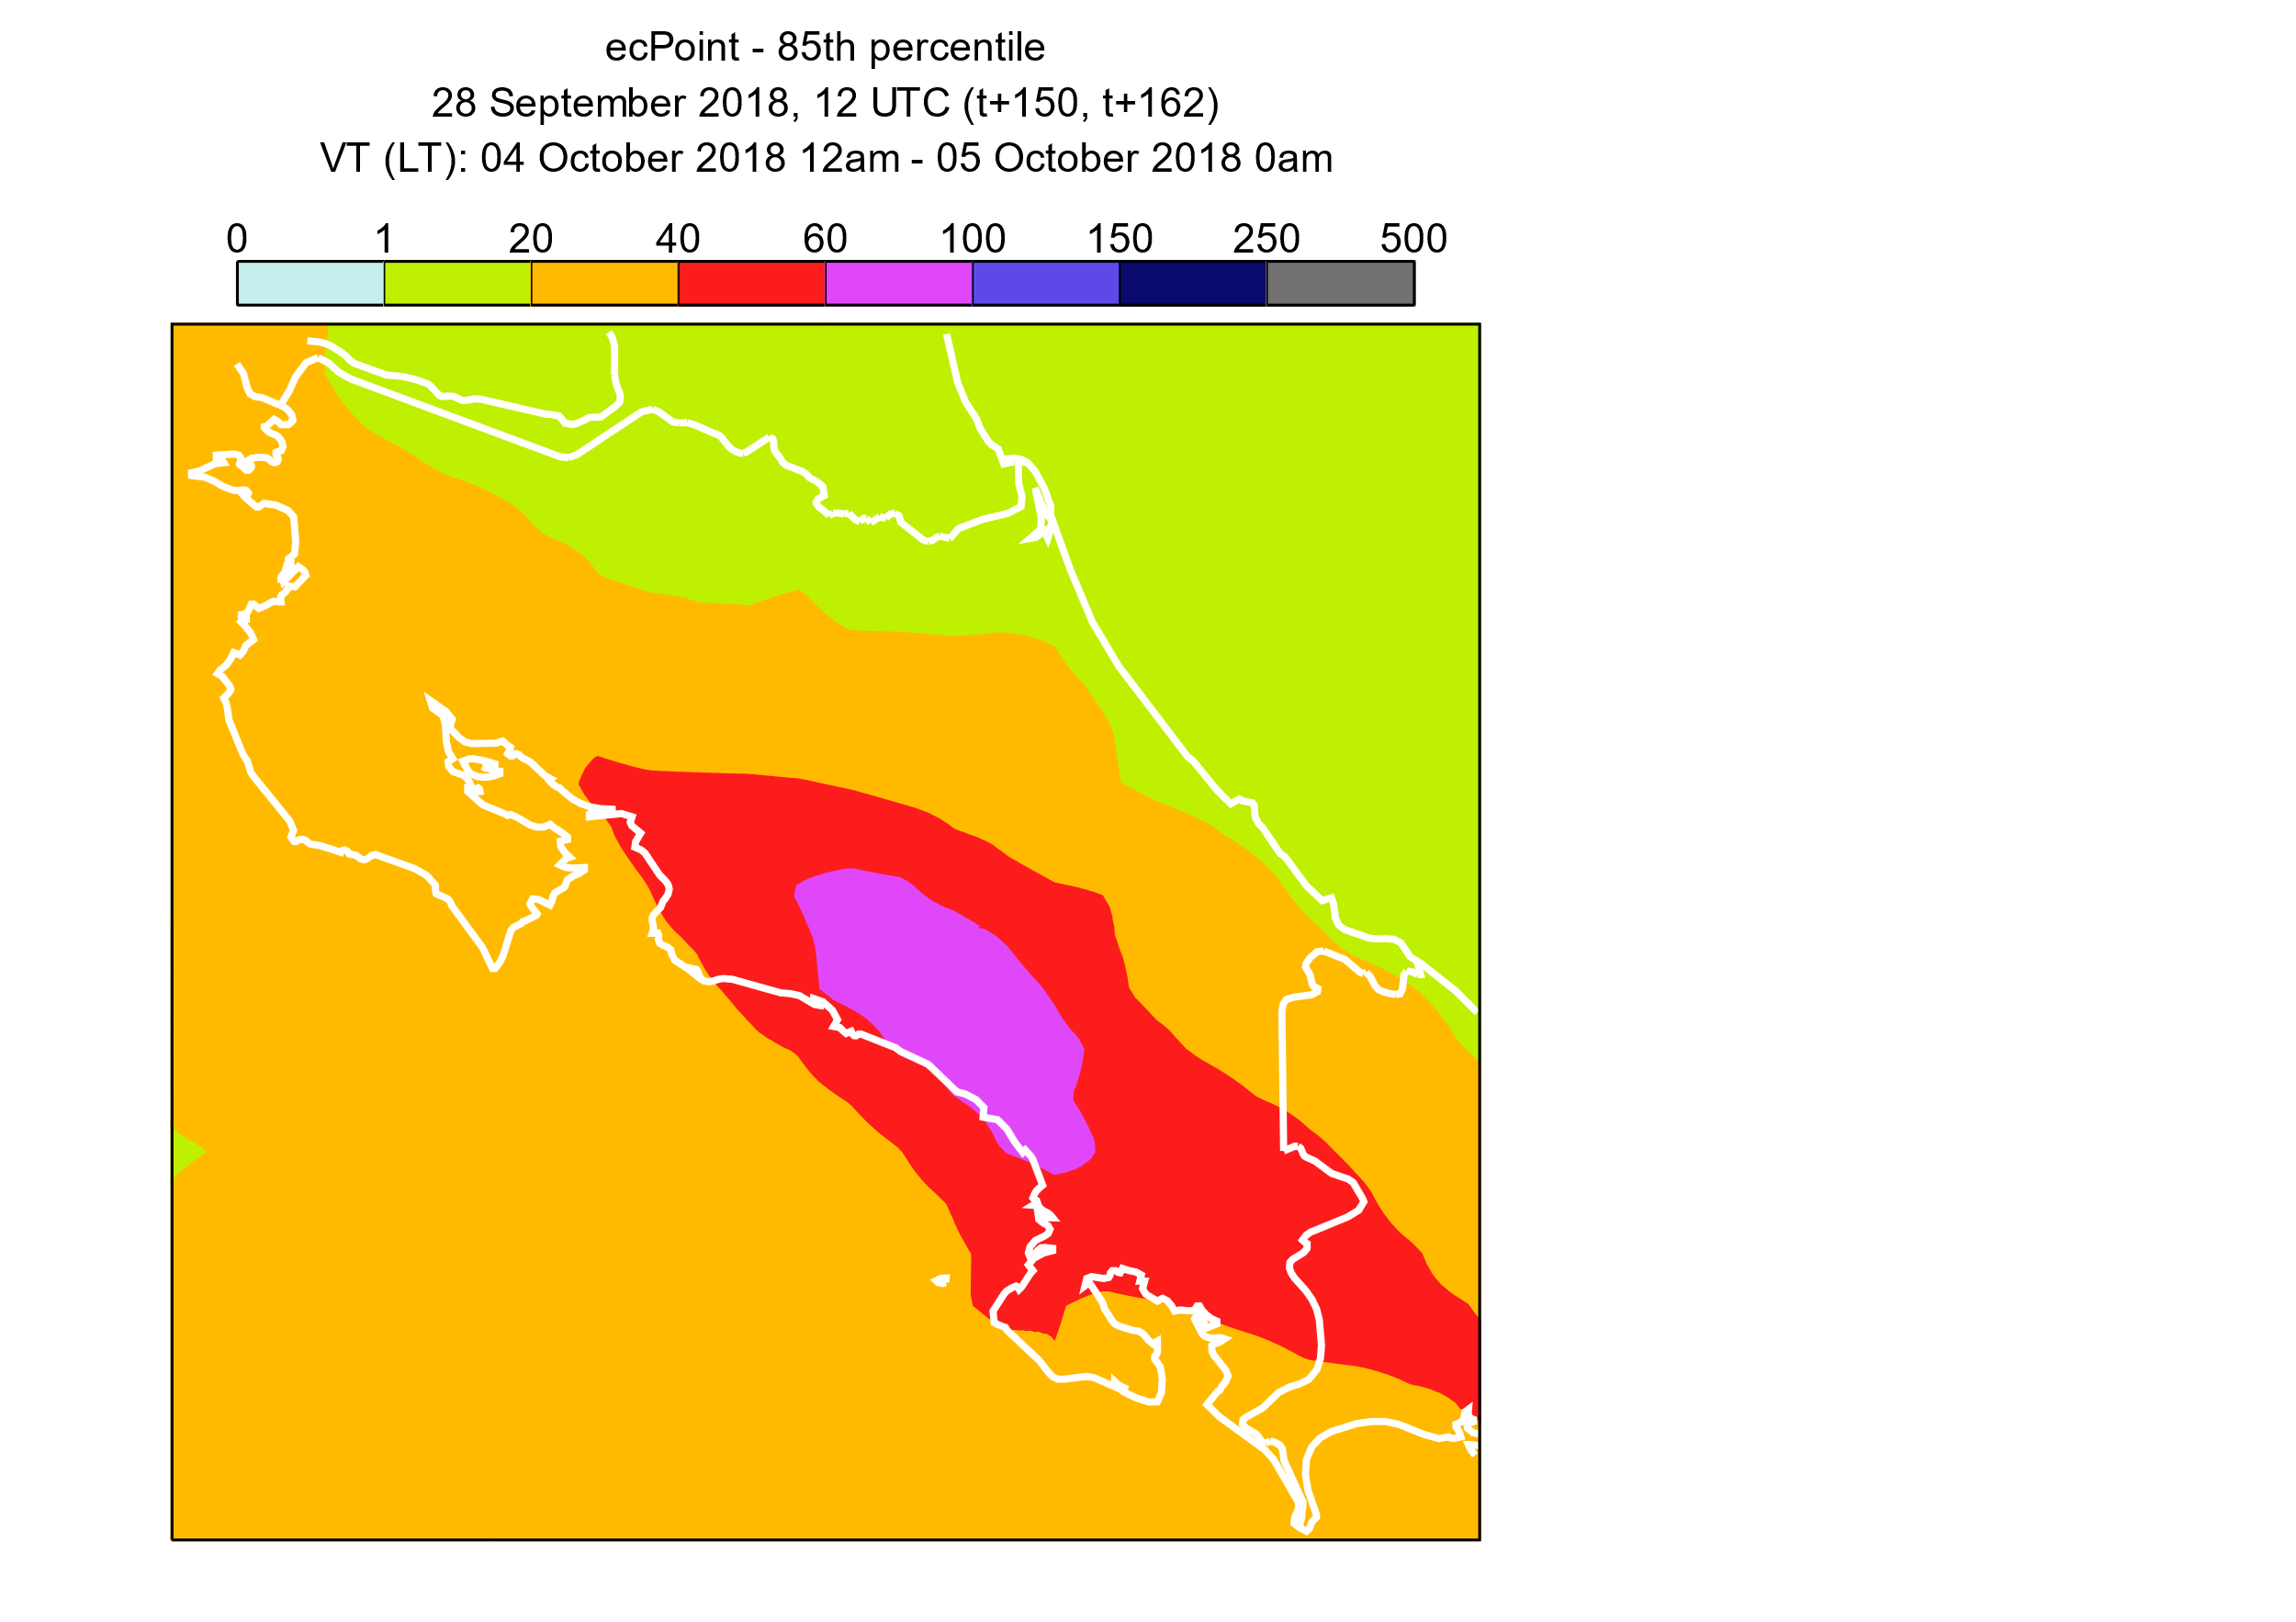 ecPoint - 85th percentile
28 September 2018, 12 UTC (t+150, t+162)
VT (LT): 04 October 2018 12am - 05 October 2018 0am
0 1 20 40 60 100 150 250 500